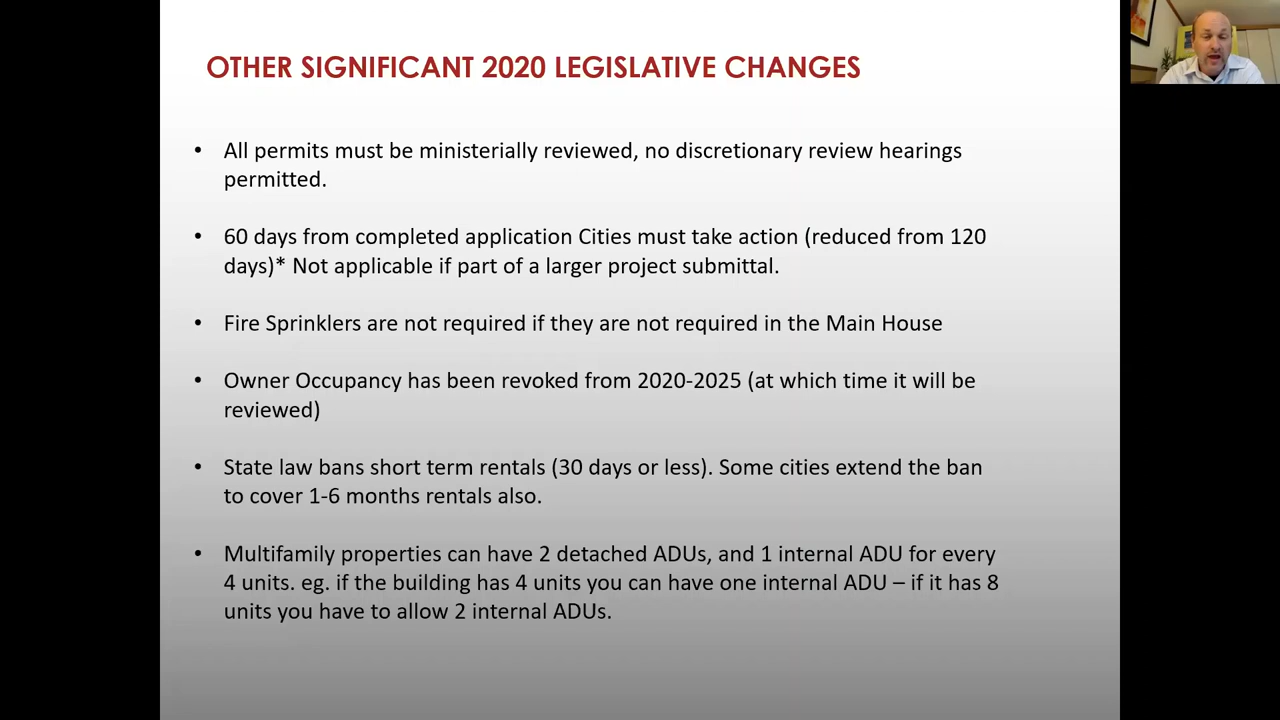 OTHER SIGNIFICANT 2020 LEGISLATIVE CHANGES
• All permits must be ministerially reviewed, no discretionary review hearings
permitted.
• 60 days from completed application Cities must take action (reduced from 120
days)* Not applicable if part of a larger project submittal.
• Fire Sprinklers are not required if they are not required in the Main House
• Owner Occupancy has been revoked from 2020-2025 (at which time it will be
reviewed)
• State law bans short term rentals (30 days or less). Some cities extend the ban
to cover 1-6 months rentals also.
• Multifamily properties can have 2 detached ADUs, and 1 internal ADU for every
4 units. eg. if the building has 4 units you can have one internal ADU – if it has 8
units you have to allow 2 internal ADUs.